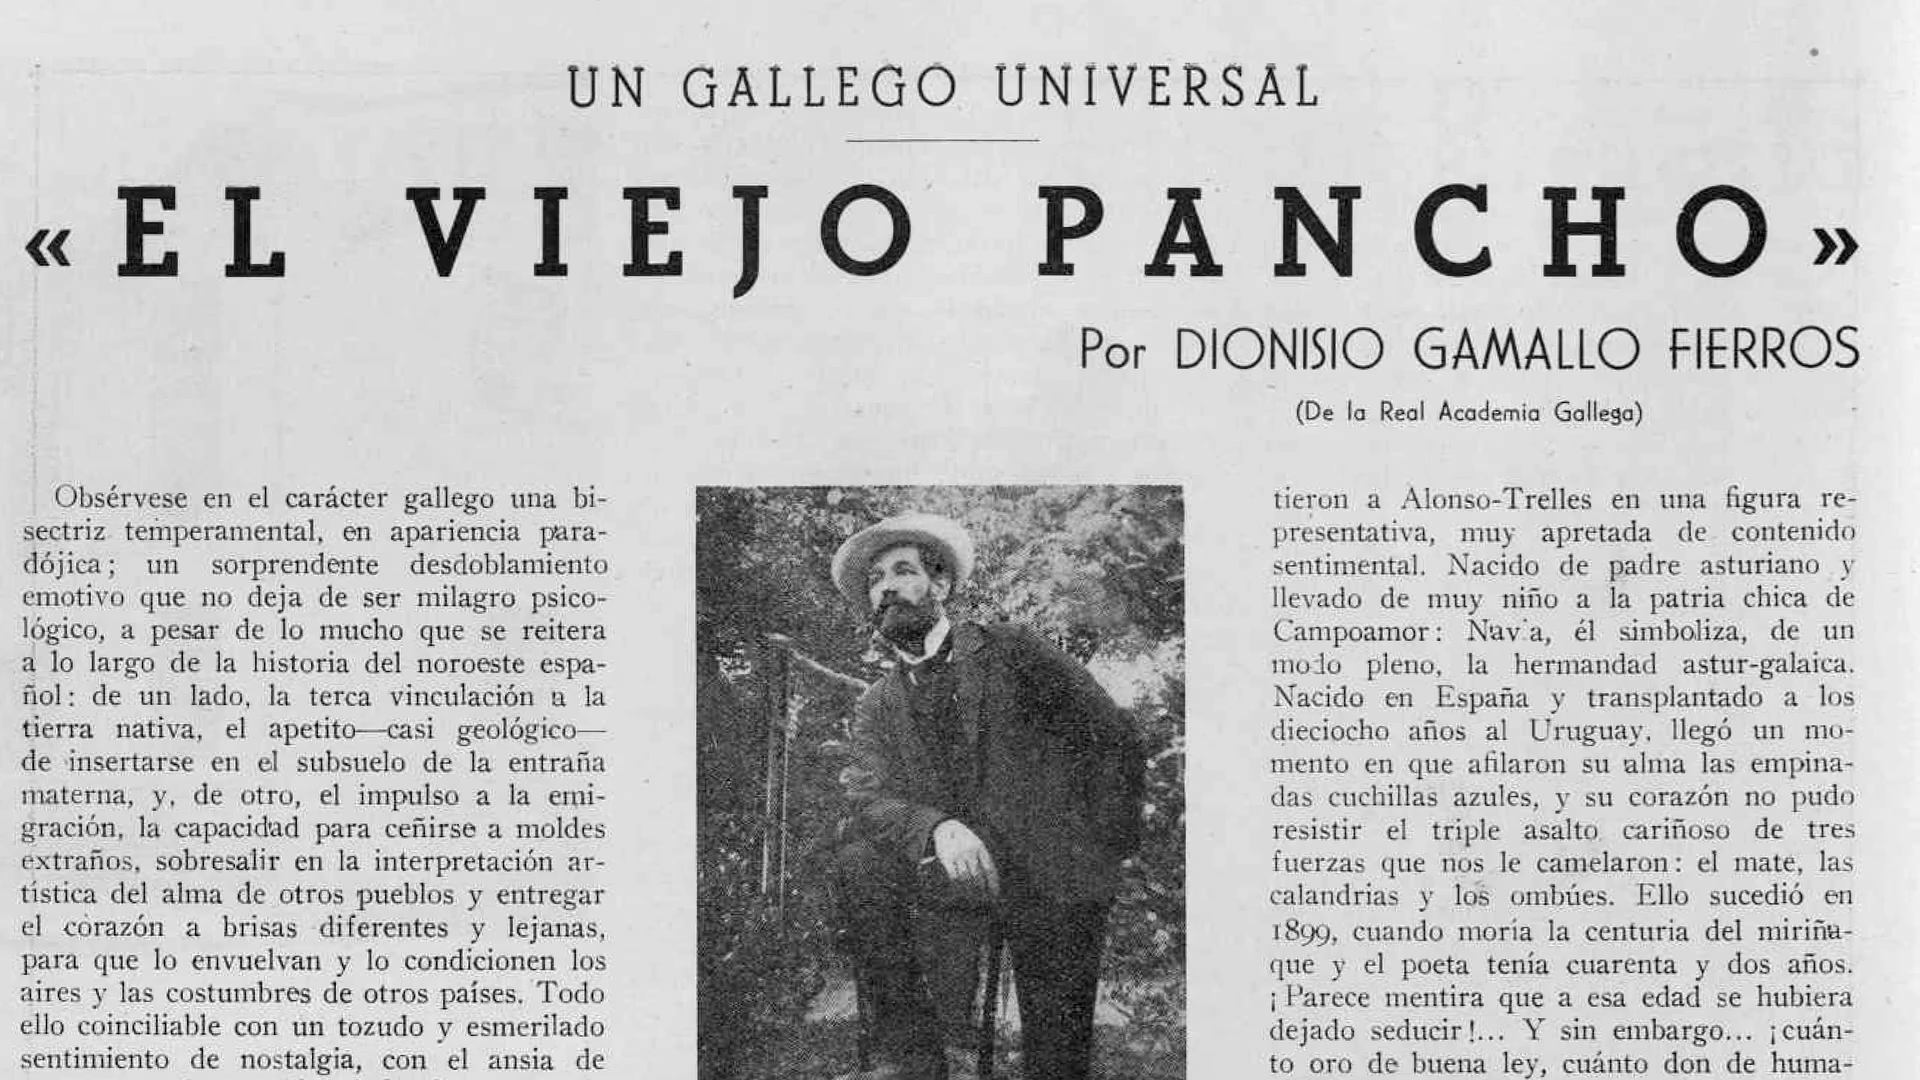 UN GALLEGO UNIVERSAL
«EL VIEJO PANCHO»
Por DIONISIO GAMALLO FIERROS
(De la Real Academia Gallega)
Obsérvese en el carácter gallego una bi-
sectriz temperamental, en apariencia para-
dójica; un sorprendente desdoblamiento
emotivo que no deja de ser milagro psico-
lógico, a pesar de lo mucho que se reitera
a lo largo de la historia del noroeste espa-
ñol: de un lado, la terca vinculación a la
tierra nativa, el apetito—casi geológico—
de insertarse en el subsuelo de la entraña
materna, y, de otro, el impulso a la emi-
gración, la capacidad para ceñirse a moldes
extraños, sobresalir en la interpretación ar-
tística del alma de otros pueblos y entregar
el corazón a brisas diferentes y lejanas,
para que lo envuelvan y lo condicionen los
aires y las costumbres de otros países. Todo
ello coinciliable con un tozudo y esmerilado
sentimiento de nostalgia, con el ansia de
tieron a Alonso-Trelles en una figura re-
presentativa, muy apretada de contenido
sentimental. Nacido de padre asturiano y
llevado de muy niño a la patria chica de
Campoamor: Navia, él simboliza, de un
modo pleno, la hermandad astur-galaica.
Nacido en España y transplantado a los
dieciocho años al Uruguay, llegó un mo-
mento en que afilaron su alma las empina-
das cuchillas azules, y su corazón no pudo
resistir el triple asalto cariñoso de tres
fuerzas que nos le camelaron: el mate, las
calandrias y los ombúes. Ello sucedió en
1899, cuando moría la centuria del miriña-
que y el poeta tenía cuarenta y dos años.
¡Parece mentira que a esa edad se hubiera
dejado seducir!... Y sin embargo... ¡cuán-
to oro de buena ley, cuánto don de huma-